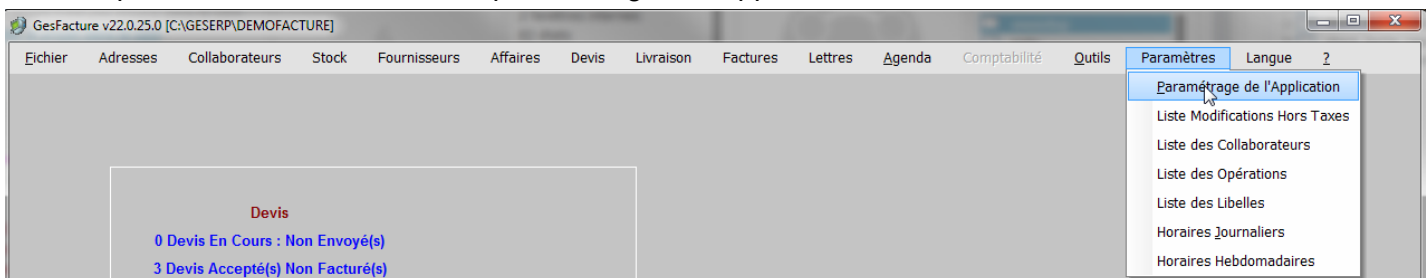 GesFacture v22.0.25.0 [C:\GESERP\DEMOFACTURE]
Fichier Adresses Collaborateurs Stock Fournisseurs Affaires Devis Livraison Factures Lettres Agenda Comptabilité Outils Paramètres Langue ?
Paramétrage de l'Application
Liste Modifications Hors Taxes
Liste des Collaborateurs
Liste des Opérations
Liste des Libelles
Horaires Journaliers
Horaires Hebdomadaires
Devis
0 Devis En Cours : Non Envoyé(s)
3 Devis Accepté(s) Non Facturé(s)